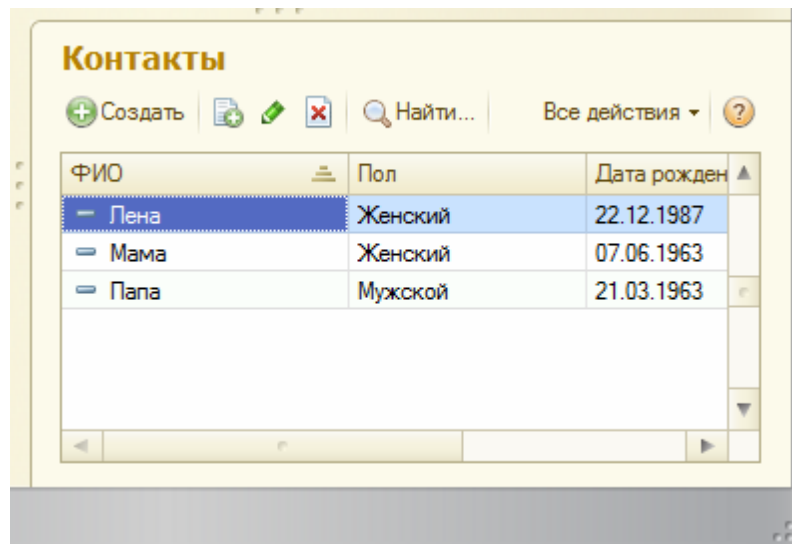 Контакты
Создать Найти... Все действия ?
ФИО Пол Дата рожден
Лена Женский 22.12.1987
Мама Женский 07.06.1963
Папа Мужской 21.03.1963